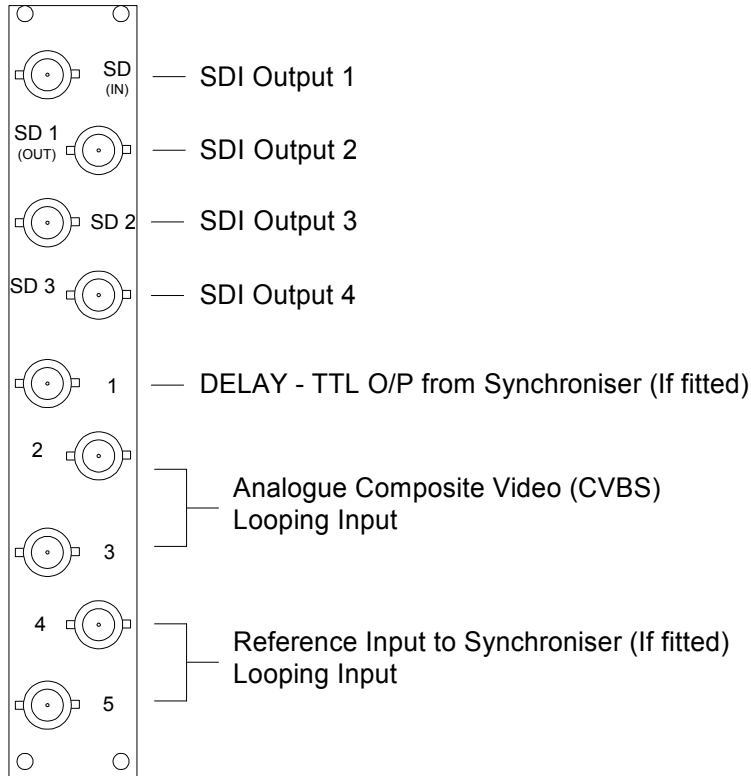 SD
(IN)
SDI Output 1
SD 1
(OUT)
SDI Output 2
SD 2
SDI Output 3
SD 3
SDI Output 4
1
DELAY - TTL O/P from Synchroniser (If fitted)
2
Analogue Composite Video (CVBS)
Looping Input
3
4
Reference Input to Synchroniser (If fitted)
Looping Input
5